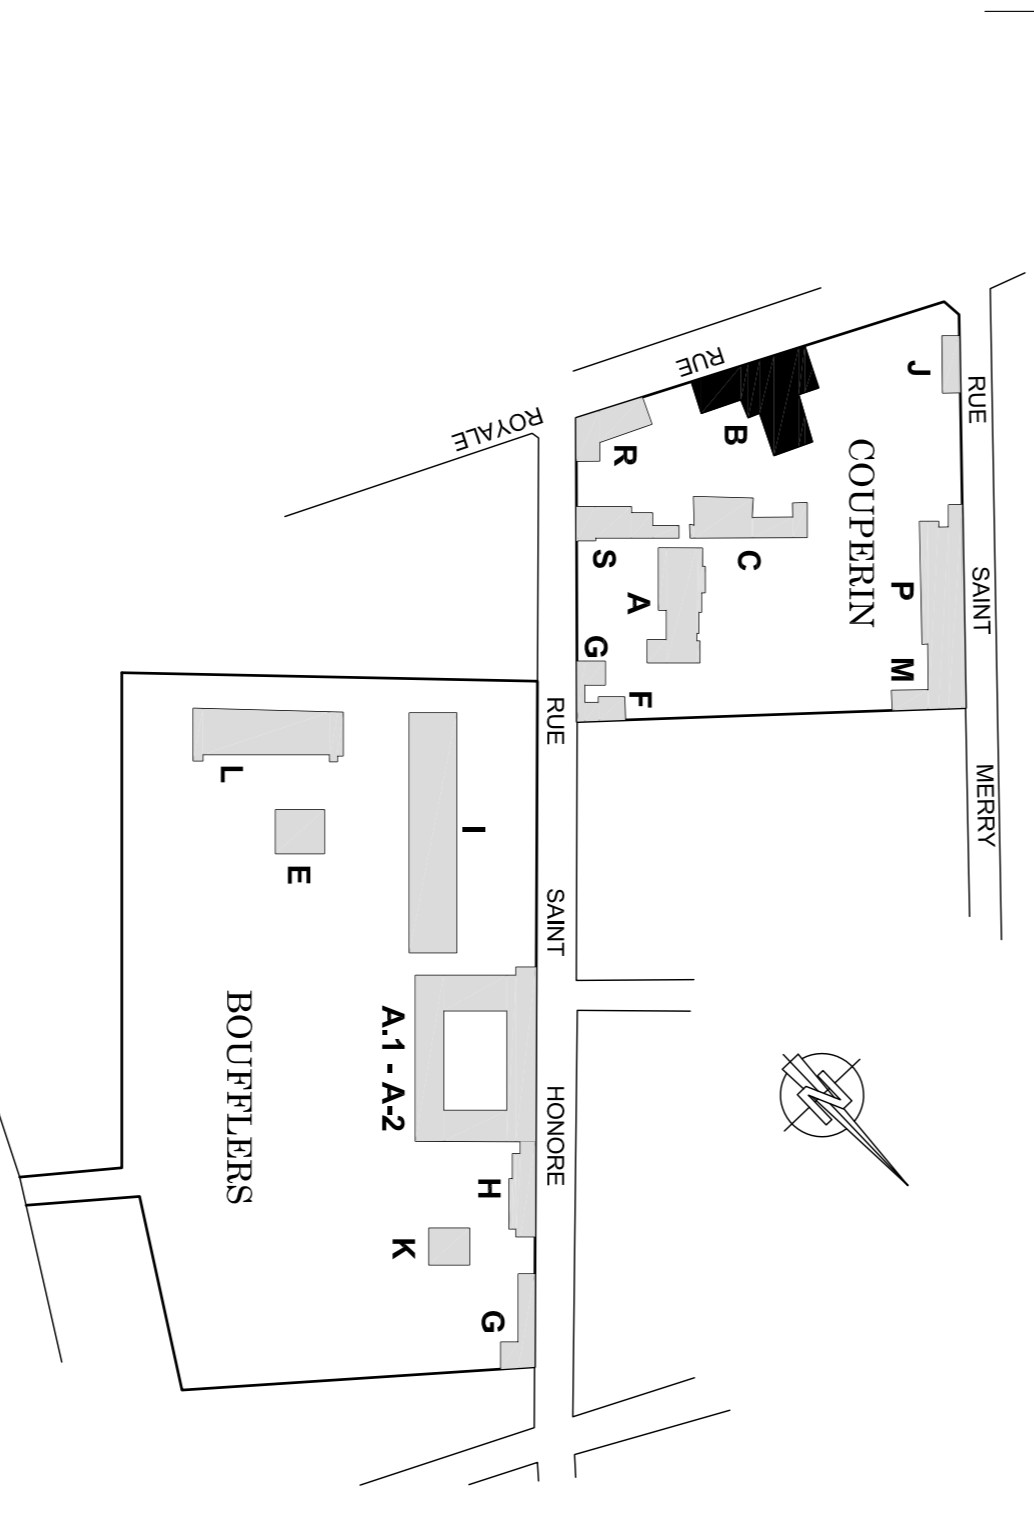 RUE SAINT MERRY
J
P
M
COUPERIN
N
B
C
RUE ROYALE
A
F
R
S
G
RUE SAINT HONORE
I
H
G
K
A.1 - A-2
E
BOUFFLERS
L